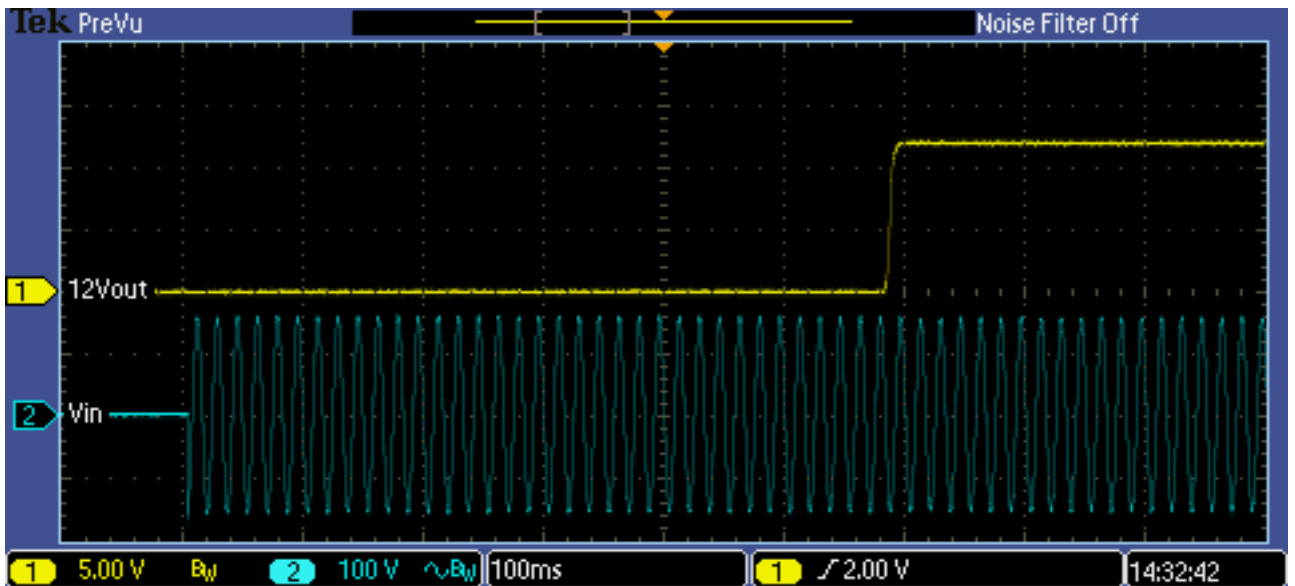 Tek PreVu Noise Filter Off
1 12Vout
2 Vin
1 5.00 V BW 2 100 V ∿BW 100ms 1 ⌠ 2.00 V 14:32:42